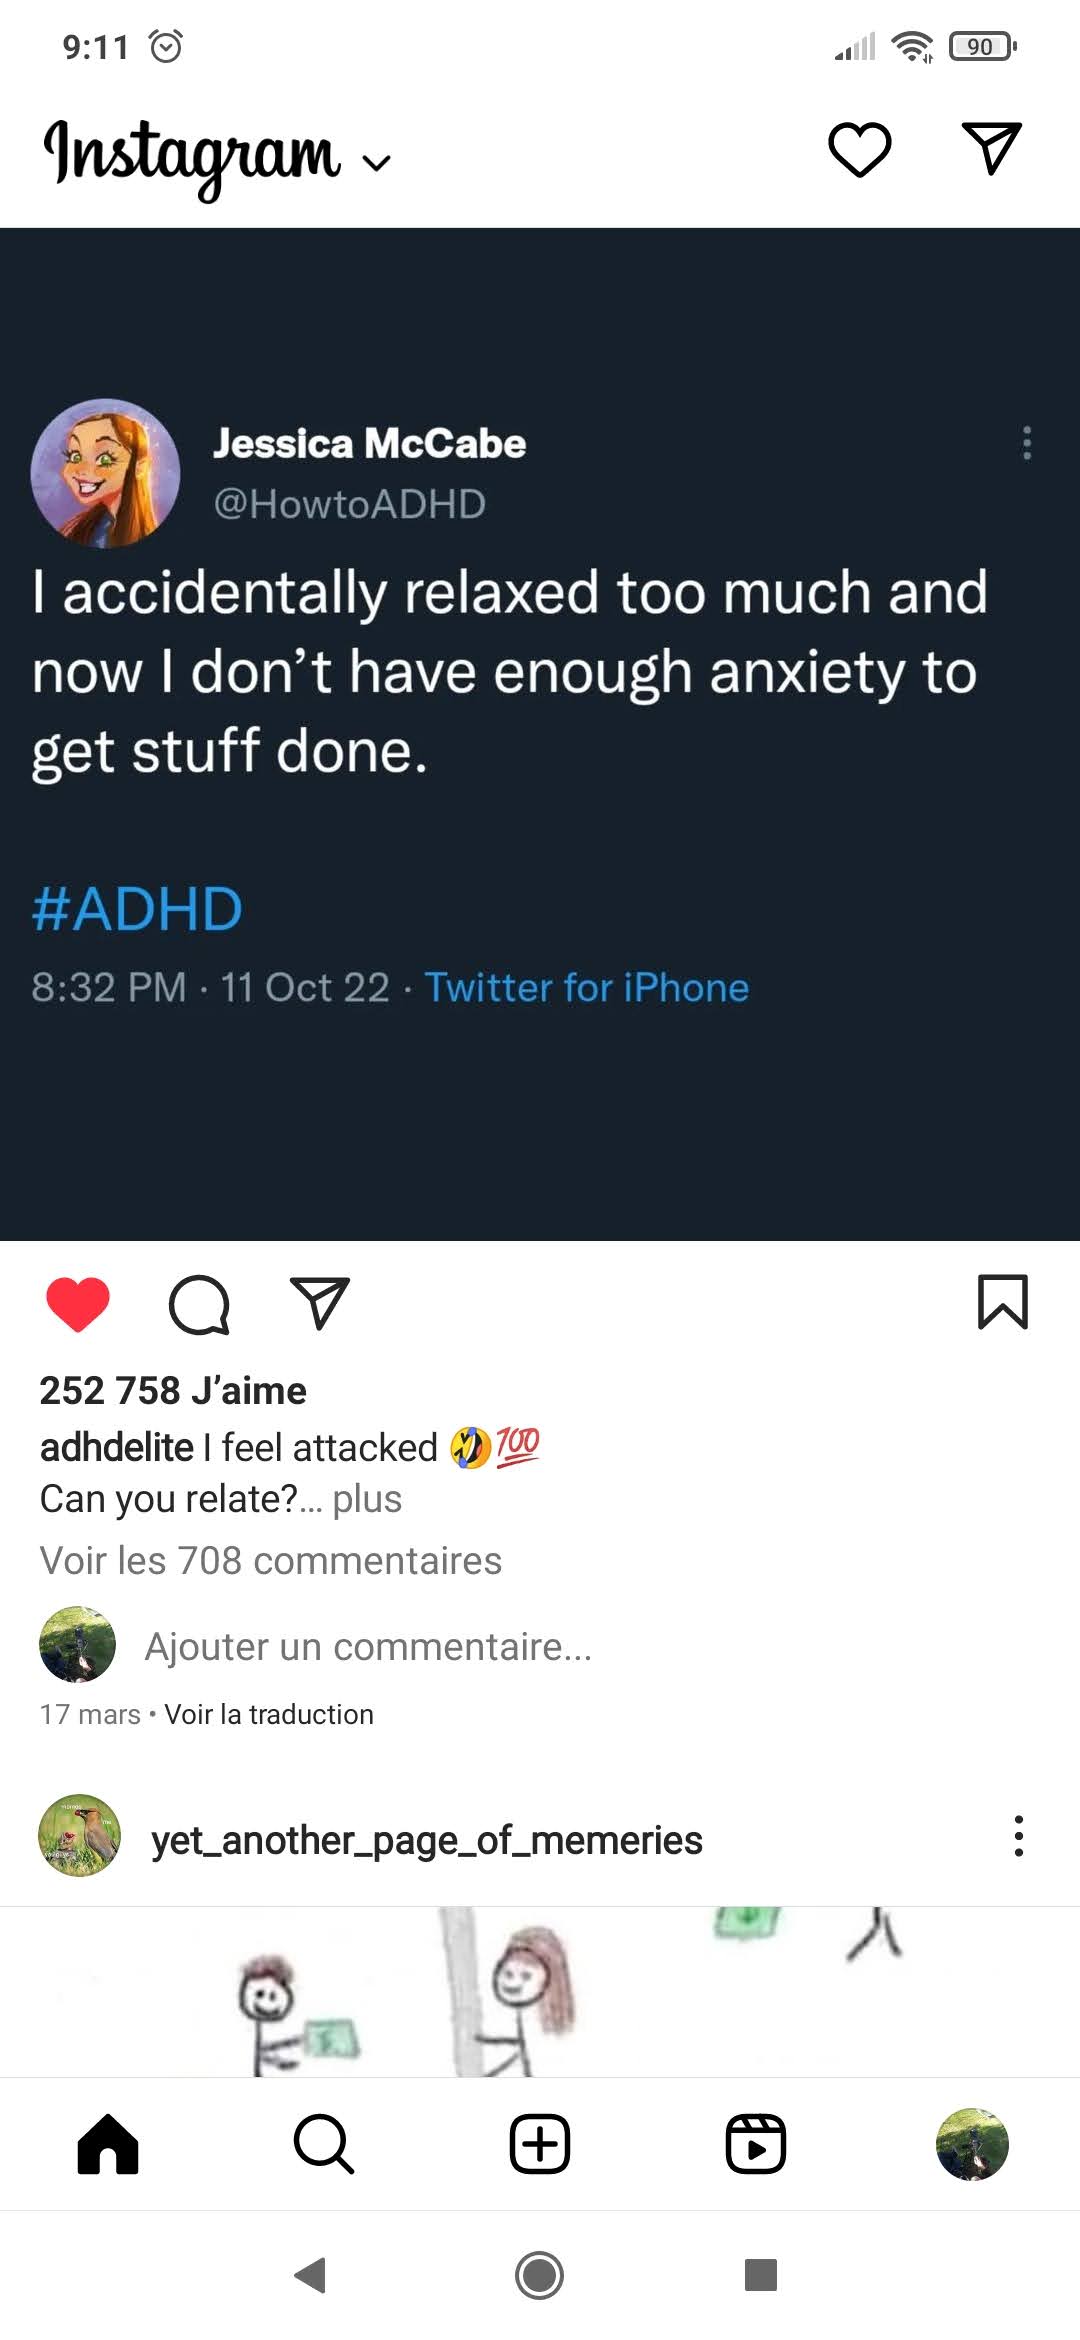 9:11
90
Instagram
Jessica McCabe
@HowtoADHD
I accidentally relaxed too much and
now I don’t have enough anxiety to
get stuff done.
#ADHD
8:32 PM · 11 Oct 22 · Twitter for iPhone
252 758 J’aime
adhdelite I feel attacked 🤣💯
Can you relate?... plus
Voir les 708 commentaires
Ajouter un commentaire...
17 mars • Voir la traduction
yet_another_page_of_memeries